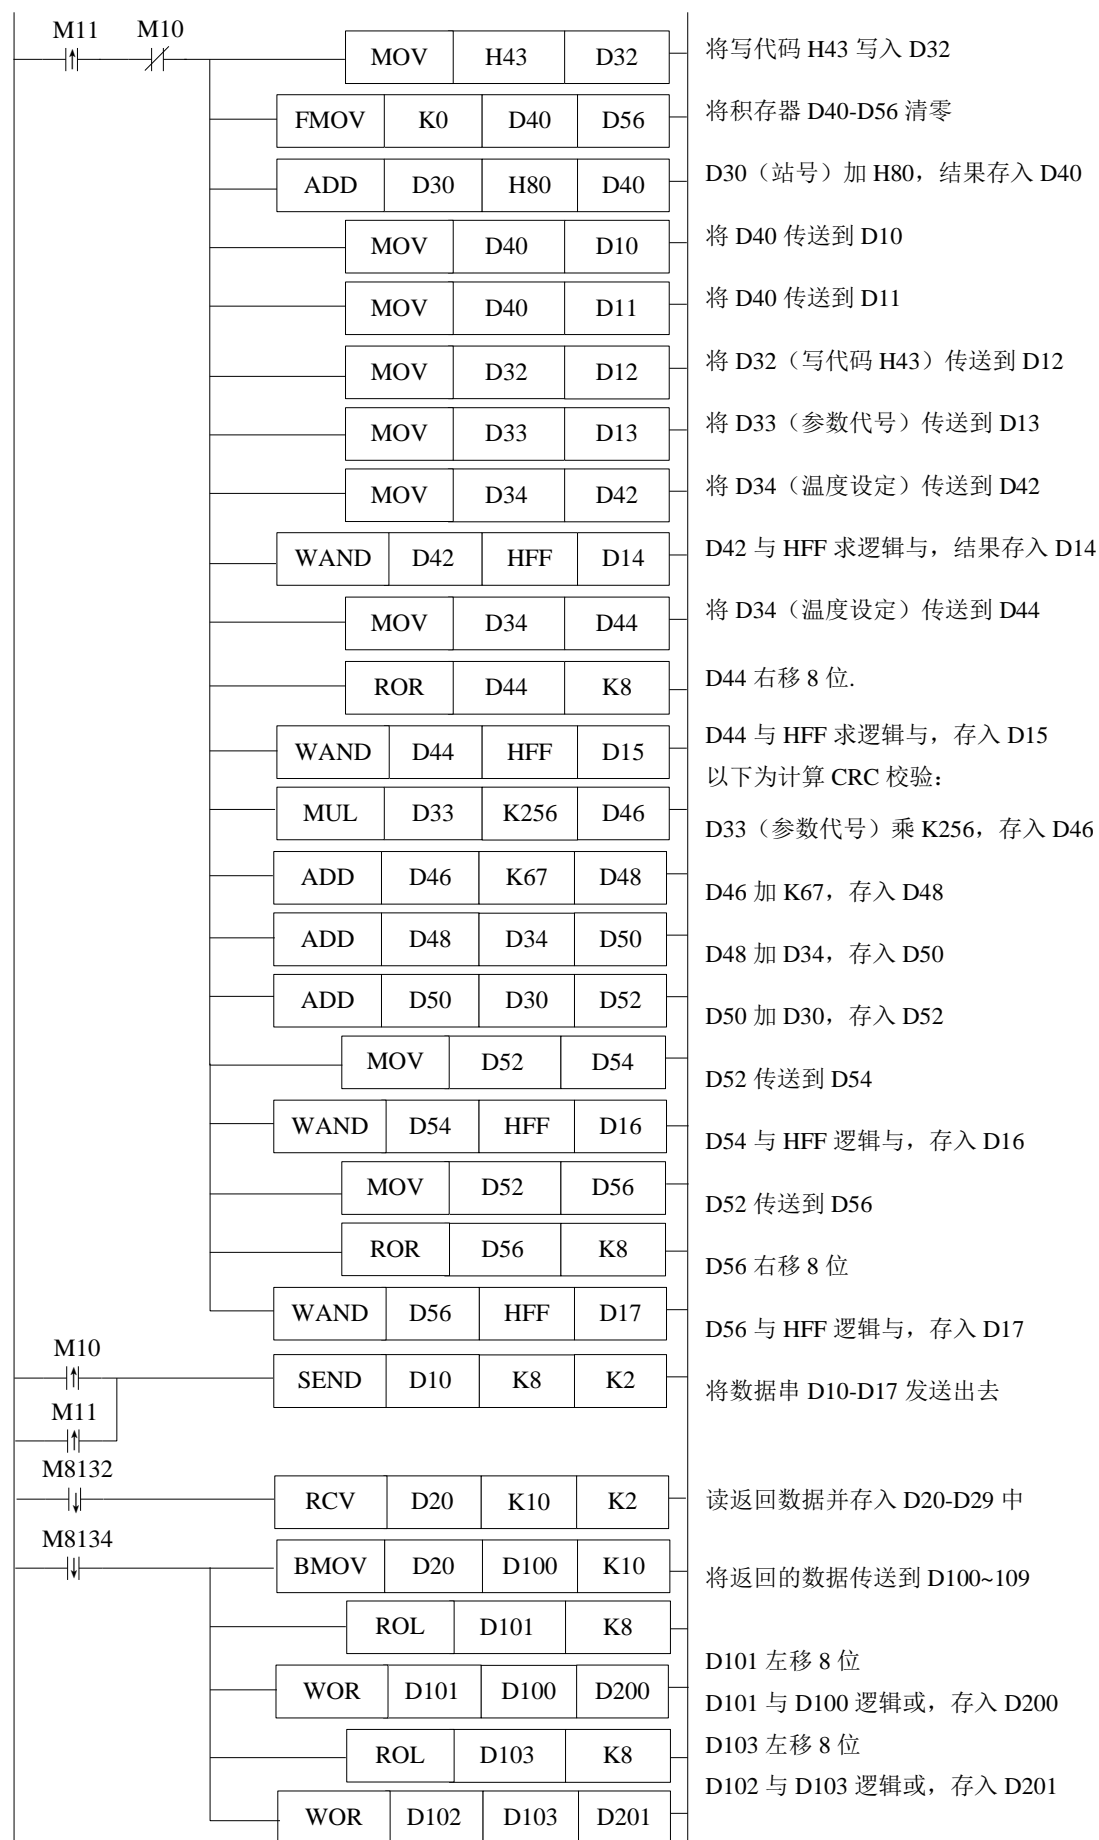 M11 M10
MOV H43 D32 将写代码 H43 写入 D32
FMOV K0 D40 D56 将积存器 D40-D56 清零
ADD D30 H80 D40 D30（站号）加 H80，结果存入 D40
MOV D40 D10 将 D40 传送到 D10
MOV D40 D11 将 D40 传送到 D11
MOV D32 D12 将 D32（写代码 H43）传送到 D12
MOV D33 D13 将 D33（参数代号）传送到 D13
MOV D34 D42 将 D34（温度设定）传送到 D42
WAND D42 HFF D14 D42 与 HFF 求逻辑与，结果存入 D14
MOV D34 D44 将 D34（温度设定）传送到 D44
ROR D44 K8 D44 右移 8 位.
WAND D44 HFF D15 D44 与 HFF 求逻辑与，存入 D15
以下为计算 CRC 校验：
MUL D33 K256 D46 D33（参数代号）乘 K256，存入 D46
ADD D46 K67 D48 D46 加 K67，存入 D48
ADD D48 D34 D50 D48 加 D34，存入 D50
ADD D50 D30 D52 D50 加 D30，存入 D52
MOV D52 D54 D52 传送到 D54
WAND D54 HFF D16 D54 与 HFF 逻辑与，存入 D16
MOV D52 D56 D52 传送到 D56
ROR D56 K8 D56 右移 8 位
WAND D56 HFF D17 D56 与 HFF 逻辑与，存入 D17
M10
SEND D10 K8 K2 将数据串 D10-D17 发送出去
M11
M8132
RCV D20 K10 K2 读返回数据并存入 D20-D29 中
M8134
BMOV D20 D100 K10 将返回的数据传送到 D100~109
ROL D101 K8 D101 左移 8 位
WOR D101 D100 D200 D101 与 D100 逻辑或，存入 D200
ROL D103 K8 D103 左移 8 位
WOR D102 D103 D201 D102 与 D103 逻辑或，存入 D201